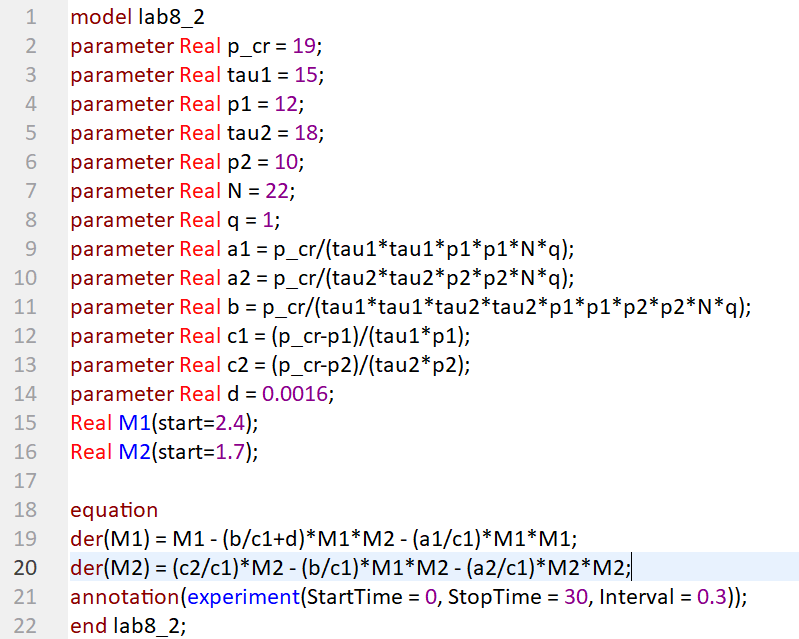 1 model lab8_2
2 parameter Real p_cr = 19;
3 parameter Real tau1 = 15;
4 parameter Real p1 = 12;
5 parameter Real tau2 = 18;
6 parameter Real p2 = 10;
7 parameter Real N = 22;
8 parameter Real q = 1;
9 parameter Real a1 = p_cr/(tau1*tau1*p1*p1*N*q);
10 parameter Real a2 = p_cr/(tau2*tau2*p2*p2*N*q);
11 parameter Real b = p_cr/(tau1*tau1*tau2*tau2*p1*p1*p2*p2*N*q);
12 parameter Real c1 = (p_cr-p1)/(tau1*p1);
13 parameter Real c2 = (p_cr-p2)/(tau2*p2);
14 parameter Real d = 0.0016;
15 Real M1(start=2.4);
16 Real M2(start=1.7);
17
18 equation
19 der(M1) = M1 - (b/c1+d)*M1*M2 - (a1/c1)*M1*M1;
20 der(M2) = (c2/c1)*M2 - (b/c1)*M1*M2 - (a2/c1)*M2*M2;
21 annotation(experiment(StartTime = 0, StopTime = 30, Interval = 0.3));
22 end lab8_2;